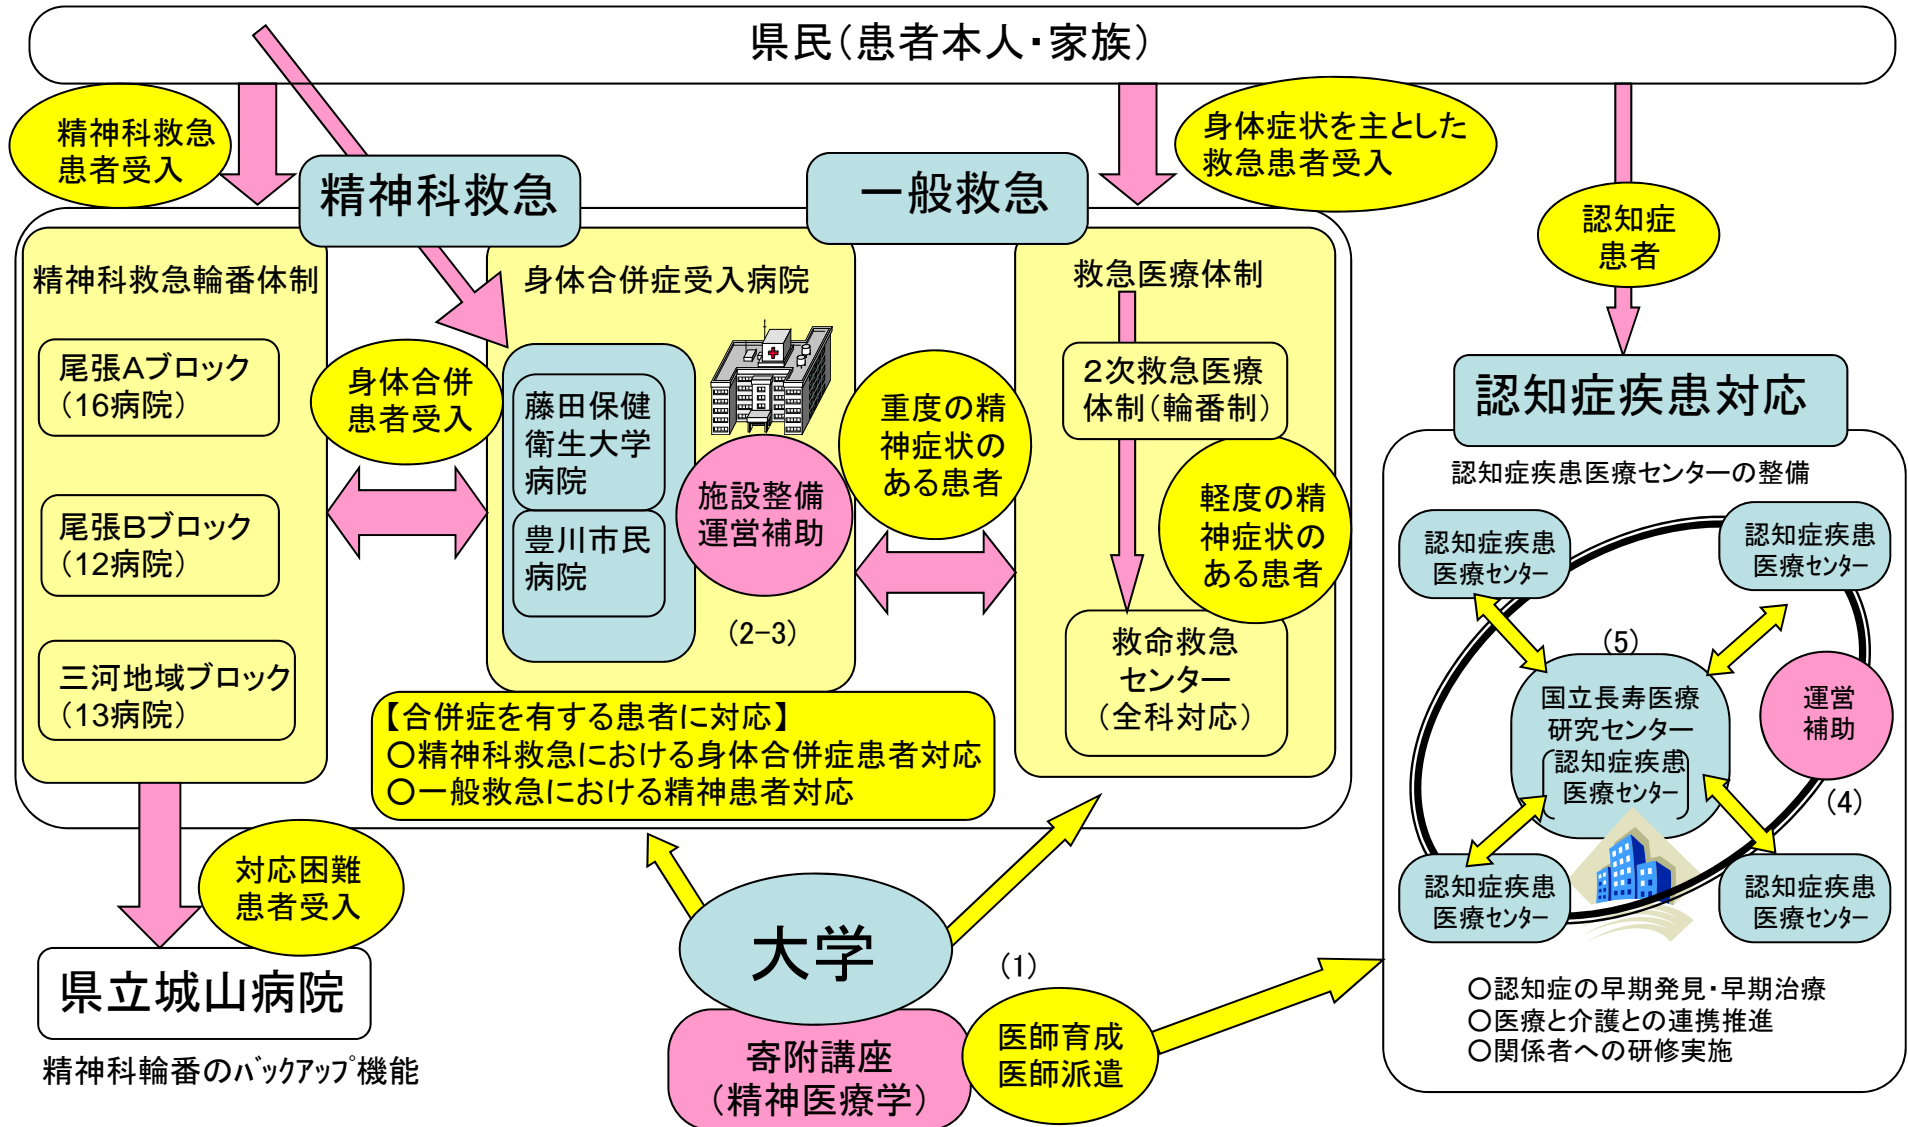 県民(患者本人・家族)
精神科救急
患者受入
身体症状を主とした
救急患者受入
精神科救急
一般救急
認知症
患者
精神科救急輪番体制
尾張Aブロック
(16病院)
尾張Bブロック
(12病院)
三河地域ブロック
(13病院)
身体合併
患者受入
身体合併症受入病院
藤田保健
衛生大学
病院
豊川市民
病院
施設整備
運営補助
(2-3)
重度の精
神症状の
ある患者
救急医療体制
2次救急医療
体制(輪番制)
軽度の精
神症状の
ある患者
救命救急
センター
(全科対応)
【合併症を有する患者に対応】
○精神科救急における身体合併症患者対応
○一般救急における精神患者対応
対応困難
患者受入
県立城山病院
精神科輪番のバックアップ機能
大学
(1)
寄附講座
(精神医療学)
医師育成
医師派遣
認知症疾患対応
認知症疾患医療センターの整備
認知症疾患
医療センター
認知症疾患
医療センター
(5)
国立長寿医療
研究センター
認知症疾患
医療センター
運営
補助
(4)
認知症疾患
医療センター
認知症疾患
医療センター
○認知症の早期発見・早期治療
○医療と介護との連携推進
○関係者への研修実施